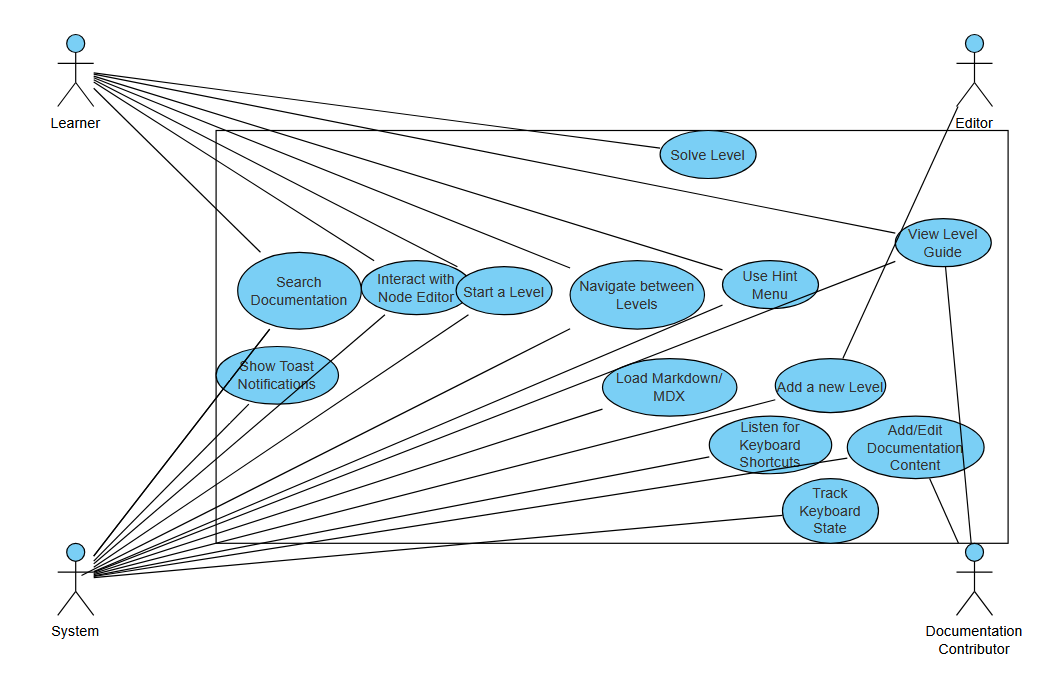 Learner
Editor
Solve Level
View Level
Guide
Search
Documentation
Interact with
Node Editor
Start a Level
Navigate between
Levels
Use Hint
Menu
Show Toast
Notifications
Load Markdown/
MDX
Add a new Level
Listen for
Keyboard
Shortcuts
Add/Edit
Documentation
Content
Track
Keyboard
State
System
Documentation
Contributor